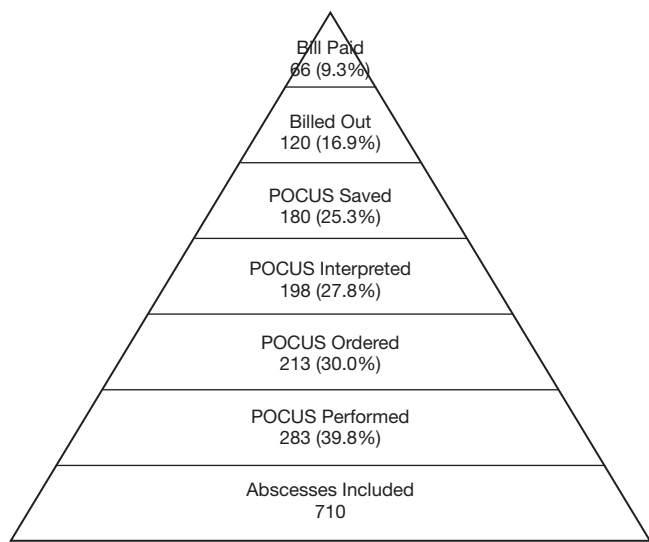 Bill Paid
66 (9.3%)
Billed Out
120 (16.9%)
POCUS Saved
180 (25.3%)
POCUS Interpreted
198 (27.8%)
POCUS Ordered
213 (30.0%)
POCUS Performed
283 (39.8%)
Abscesses Included
710